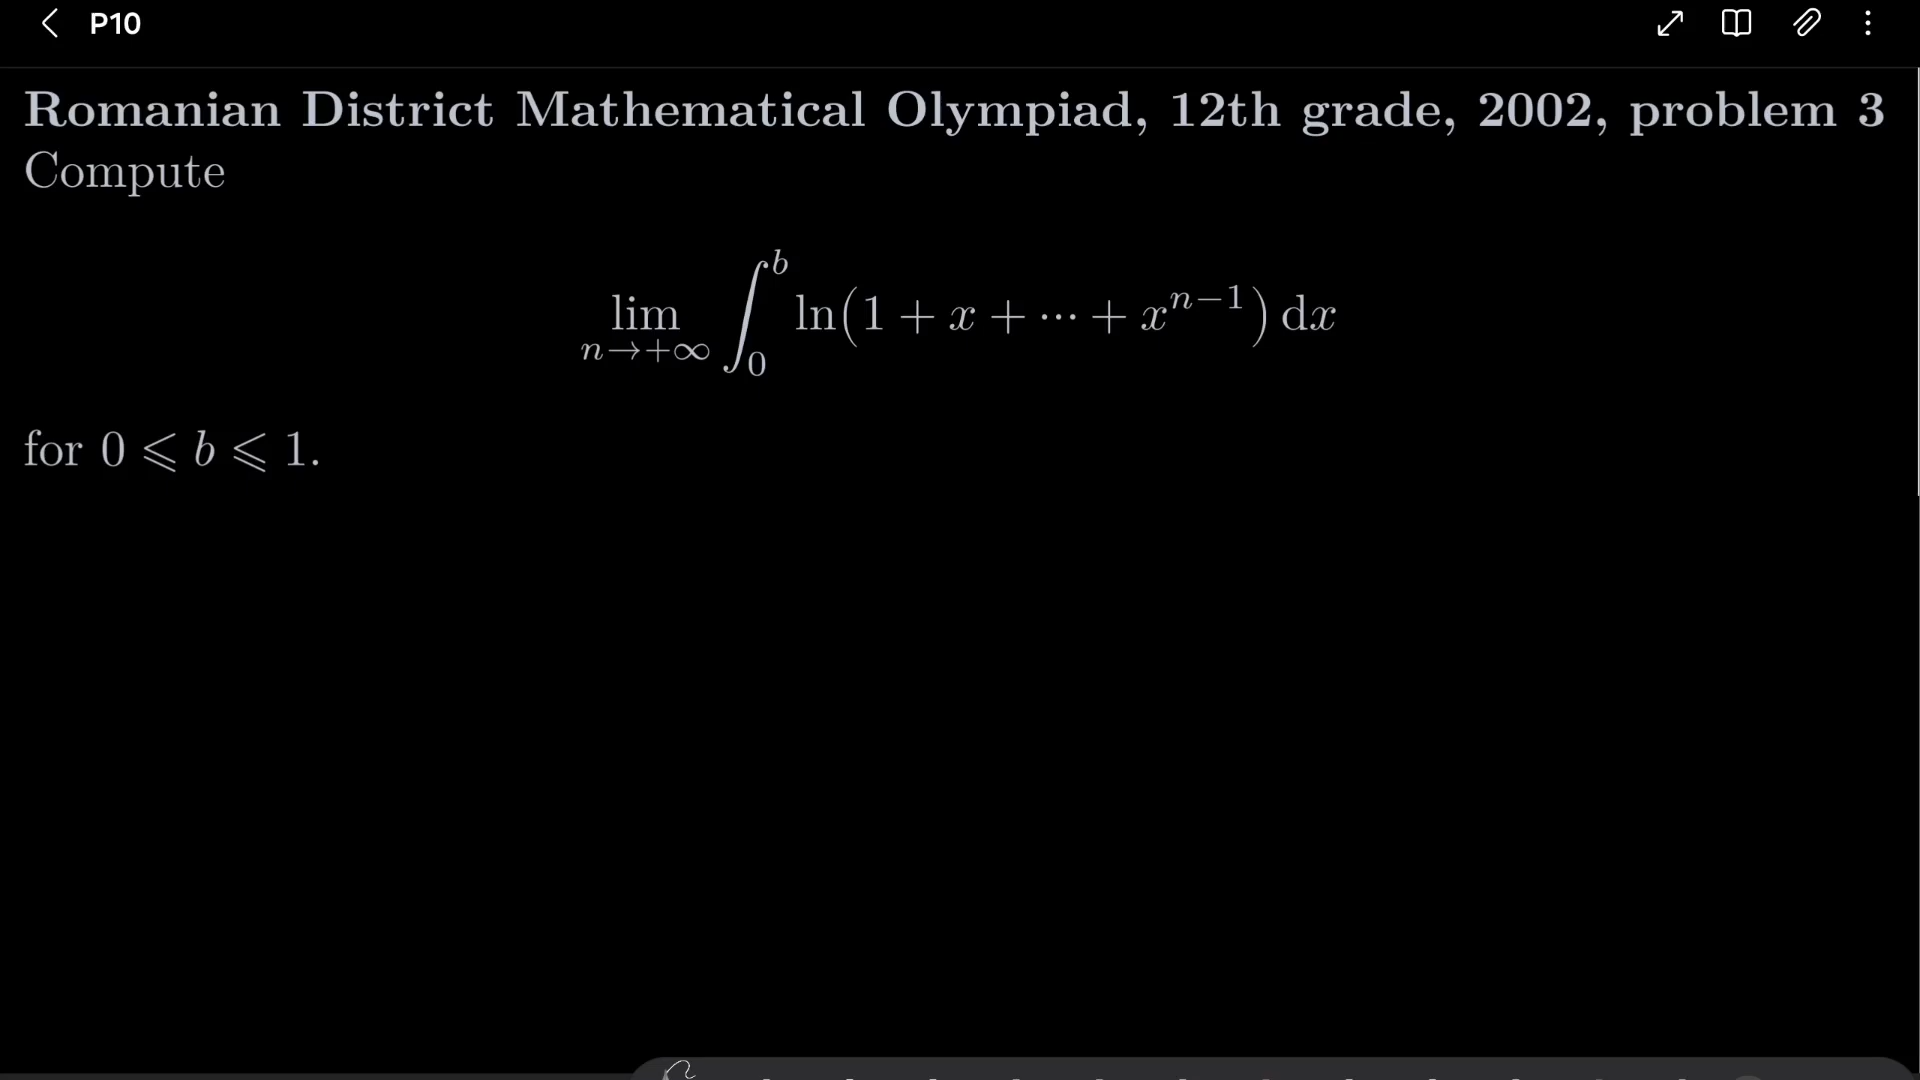 P10
Romanian District Mathematical Olympiad, 12th grade, 2002, problem 3
Compute
lim_{n→+∞} ∫_0^b ln(1 + x + ⋯ + x^{n−1}) dx
for 0 ⩽ b ⩽ 1.